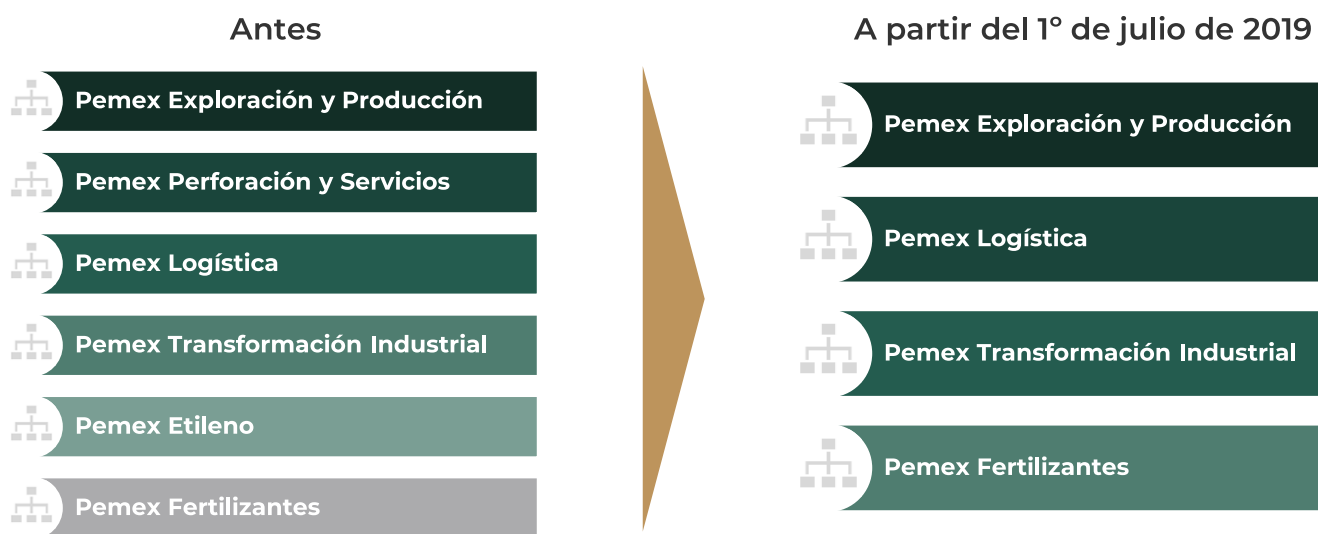 Antes
Pemex Exploración y Producción
Pemex Perforación y Servicios
Pemex Logística
Pemex Transformación Industrial
Pemex Etileno
Pemex Fertilizantes
A partir del 1º de julio de 2019
Pemex Exploración y Producción
Pemex Logística
Pemex Transformación Industrial
Pemex Fertilizantes